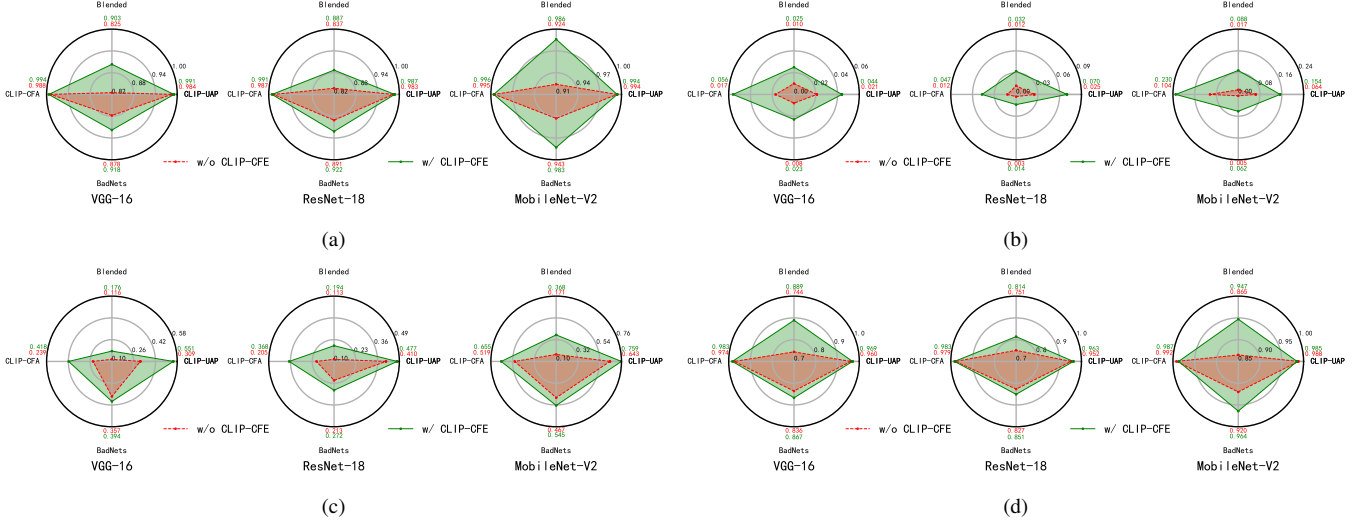 Blended
0.903
0.825
0.994
0.988
CLIP-CFA
0.82
0.88
0.94
1.00
0.991
0.984
CLIP-UAP
0.878
0.918
BadNets
VGG-16
Blended
0.887
0.837
0.991
0.987
CLIP-CFA
0.82
0.88
0.94
1.00
0.987
0.983
CLIP-UAP
0.891
0.922
BadNets
ResNet-18
Blended
0.986
0.924
0.996
0.995
CLIP-CFA
0.91
0.94
0.97
1.00
0.994
0.994
CLIP-UAP
0.943
0.983
BadNets
MobileNet-V2
w/o CLIP-CFE
w/ CLIP-CFE
(a)
Blended
0.025
0.010
0.056
0.017
CLIP-CFA
0.00
0.02
0.04
0.06
0.044
0.021
CLIP-UAP
0.008
0.023
BadNets
VGG-16
Blended
0.032
0.012
0.047
0.012
CLIP-CFA
0.00
0.03
0.06
0.09
0.070
0.025
CLIP-UAP
0.003
0.014
BadNets
ResNet-18
Blended
0.088
0.017
0.230
0.104
CLIP-CFA
0.00
0.08
0.16
0.24
0.154
0.064
CLIP-UAP
0.005
0.062
BadNets
MobileNet-V2
w/o CLIP-CFE
w/ CLIP-CFE
(b)
Blended
0.176
0.116
0.418
0.239
CLIP-CFA
0.10
0.26
0.42
0.58
0.551
0.309
CLIP-UAP
0.357
0.394
BadNets
VGG-16
Blended
0.194
0.113
0.368
0.205
CLIP-CFA
0.10
0.23
0.36
0.49
0.477
0.410
CLIP-UAP
0.213
0.272
BadNets
ResNet-18
Blended
0.368
0.171
0.655
0.519
CLIP-CFA
0.10
0.32
0.54
0.76
0.759
0.643
CLIP-UAP
0.467
0.545
BadNets
MobileNet-V2
w/o CLIP-CFE
w/ CLIP-CFE
(c)
Blended
0.889
0.744
0.983
0.974
CLIP-CFA
0.7
0.8
0.9
1.0
0.969
0.960
CLIP-UAP
0.836
0.867
BadNets
VGG-16
Blended
0.814
0.751
0.983
0.979
CLIP-CFA
0.7
0.8
0.9
1.0
0.963
0.952
CLIP-UAP
0.827
0.851
BadNets
ResNet-18
Blended
0.947
0.865
0.987
0.992
CLIP-CFA
0.85
0.90
0.95
1.00
0.985
0.988
CLIP-UAP
0.920
0.964
BadNets
MobileNet-V2
w/o CLIP-CFE
w/ CLIP-CFE
(d)